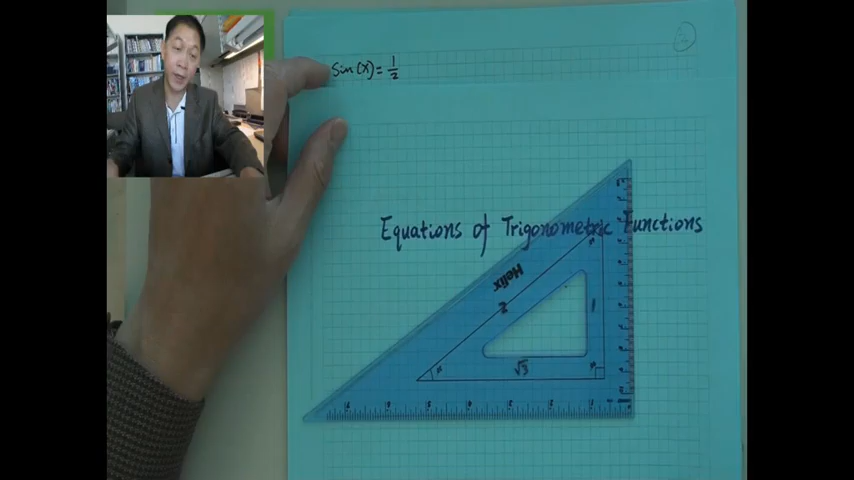 Sin(x) = 1/2
Equations of Trigonometric Functions
Helix
2
1
√3